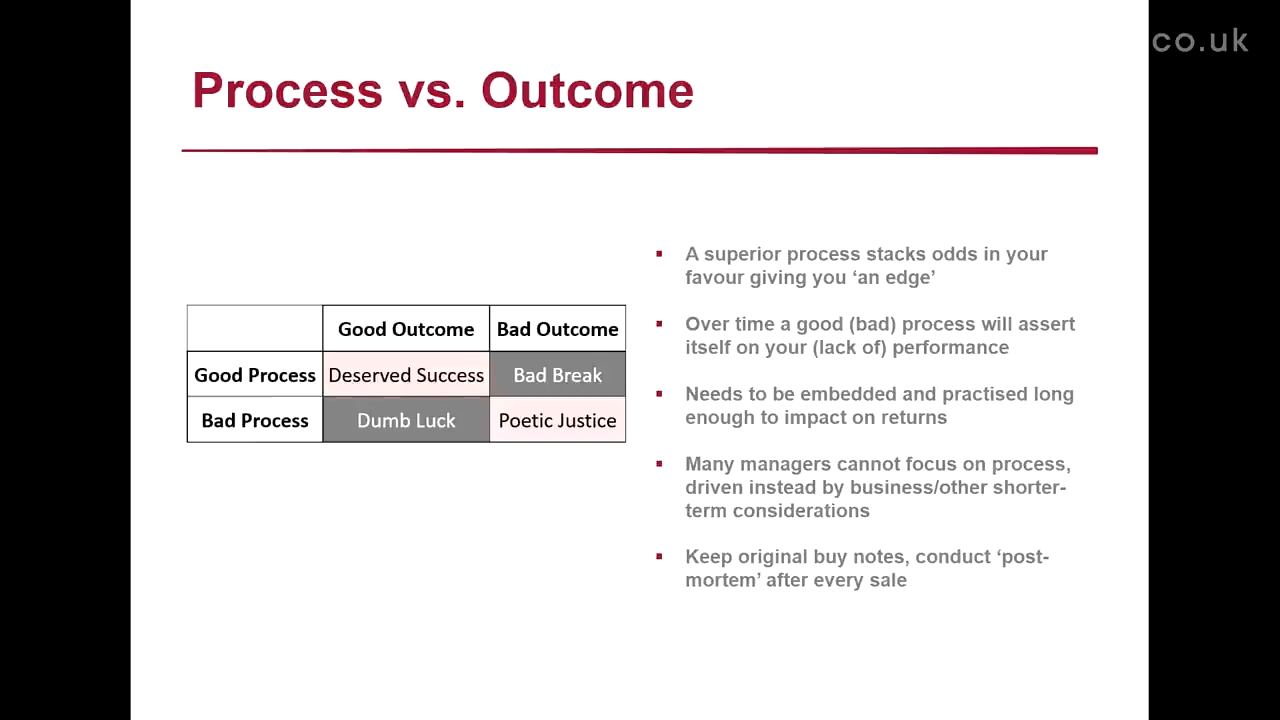 co.uk
Process vs. Outcome
Good Outcome Bad Outcome
Good Process Deserved Success Bad Break
Bad Process Dumb Luck Poetic Justice
▪ A superior process stacks odds in your
favour giving you ‘an edge’
▪ Over time a good (bad) process will assert
itself on your (lack of) performance
▪ Needs to be embedded and practised long
enough to impact on returns
▪ Many managers cannot focus on process,
driven instead by business/other shorter-
term considerations
▪ Keep original buy notes, conduct ‘post-
mortem’ after every sale